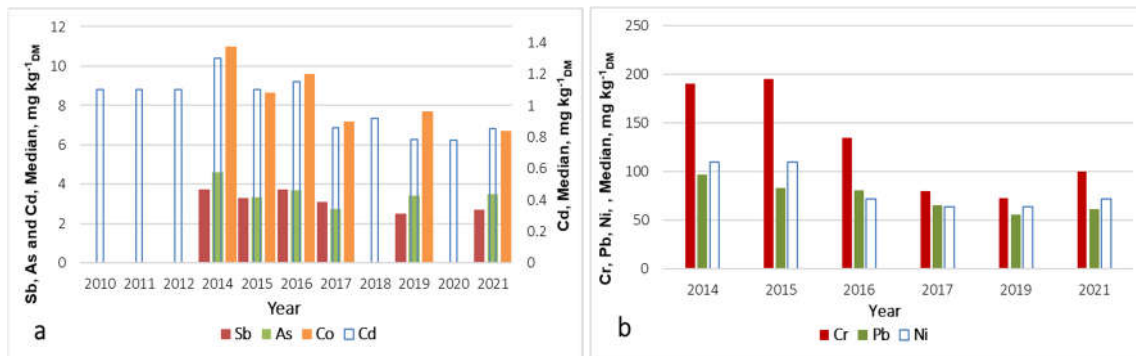 Sb, As and Cd, Median, mg kg⁻¹DM
12
10
8
6
4
2
0
1.4
1.2
1
0.8
0.6
0.4
0.2
0
Cd, Median, mg kg⁻¹DM
2010 2011 2012 2014 2015 2016 2017 2018 2019 2020 2021
Year
a
Sb As Co Cd
Cr, Pb, Ni, , Median, mg kg⁻¹DM
250
200
150
100
50
0
2014 2015 2016 2017 2019 2021
Year
b
Cr Pb Ni